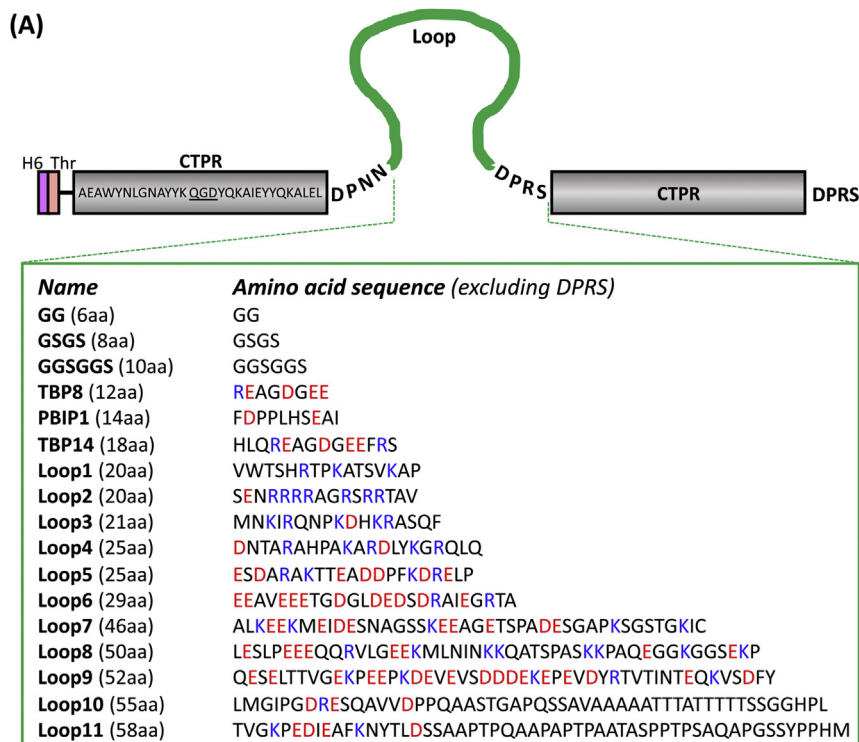 (A)
Loop
H6 Thr
CTPR
AEAWYNLGNAYYKQGDYQKAIEYYQKALEL
DPNN
DPRS
CTPR
DPRS
Name Amino acid sequence (excluding DPRS)
GG (6aa) GG
GSGS (8aa) GSGS
GGSGGS (10aa) GGSGGS
TBP8 (12aa) REAGDGEE
PBIP1 (14aa) FDPPLHSEAI
TBP14 (18aa) HLQREAGDGEEFRS
Loop1 (20aa) VWTSHRTPKATSVKAP
Loop2 (20aa) SENRRRRAGRSRRTAV
Loop3 (21aa) MNKIRQNPKDHKRASQF
Loop4 (25aa) DNTARAHPAKARDLYKGRQLQ
Loop5 (25aa) ESDARAKTTEADDPFKDRELP
Loop6 (29aa) EEAVEEETGDGLDEDSDRAIEGRTA
Loop7 (46aa) ALKEEKMEIDESNAGSSKEEAGETSPADESGAPKSGSTGKIC
Loop8 (50aa) LESLPEEEQQRVLGEEKMLNINKKQATSPASKKPAQEGGKGGSEKP
Loop9 (52aa) QESELTTVGEKPEEPKDEVEVSDDDEKEPEVDYRTVTINTEQKVSDFY
Loop10 (55aa) LMGIPGDRESQAVVDPPQAASTGAPQSSAVAAAAATTTATTTTTSSGGHPL
Loop11 (58aa) TVGKPEDIEAFKNYTLDSSAAPTPQAAPAPTPAATASPPTPSAQAPGSSYPPHM